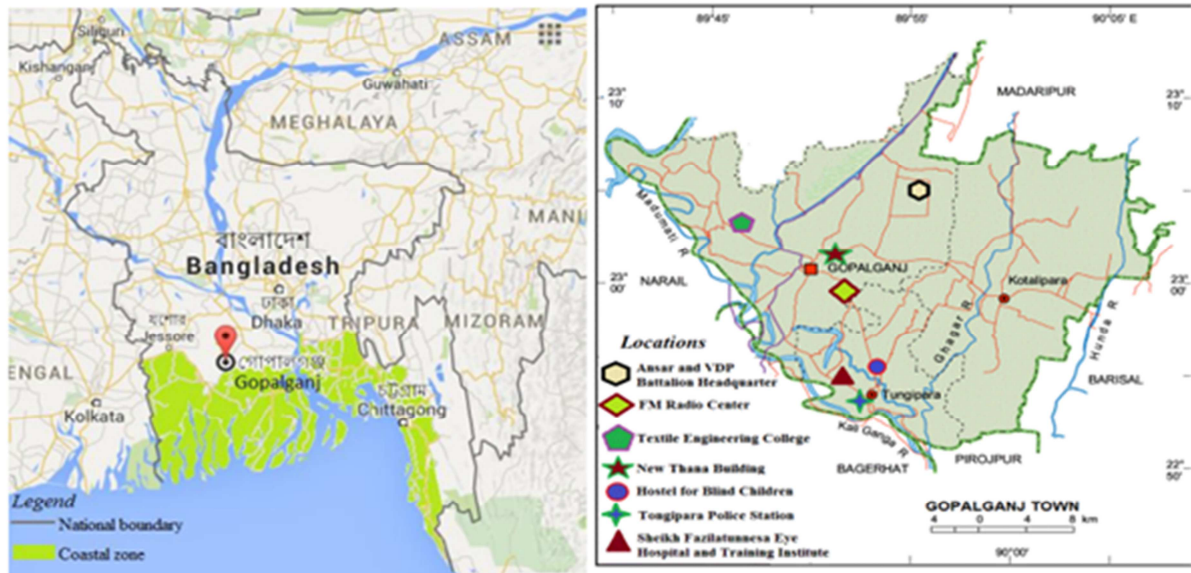 Siliguri
ASSAM
Kishanganj
Guwahati
MEGHALAYA
MANI
বাংলাদেশ
Bangladesh
ঢাকা
Dhaka
যশোর
Jessore
TRIPURA
MIZORAM
গোপালগঞ্জ
Gopalganj
ENGAL
Kolkata
চট্টগ্রাম
Chittagong
Legend
National boundary
Coastal zone
89°45'
89°55'
90°05' E
23°
10'
23°
10'
MADARIPUR
Madumati R
NARAIL
GOPALGANJ
Kotalipara
23°
00'
23°
00'
Ghagar R
Hunda R
BARISAL
Tungipara
Kali Ganga R
BAGERHAT
PIROJPUR
22°
50'
Locations
Ansar and VDP
Battalion Headquarter
FM Radio Center
Textile Engineering College
New Thana Building
Hostel for Blind Children
Tongipara Police Station
Sheikh Fazilatunnesa Eye
Hospital and Training Institute
GOPALGANJ TOWN
4 0 4 8 km
90°00'